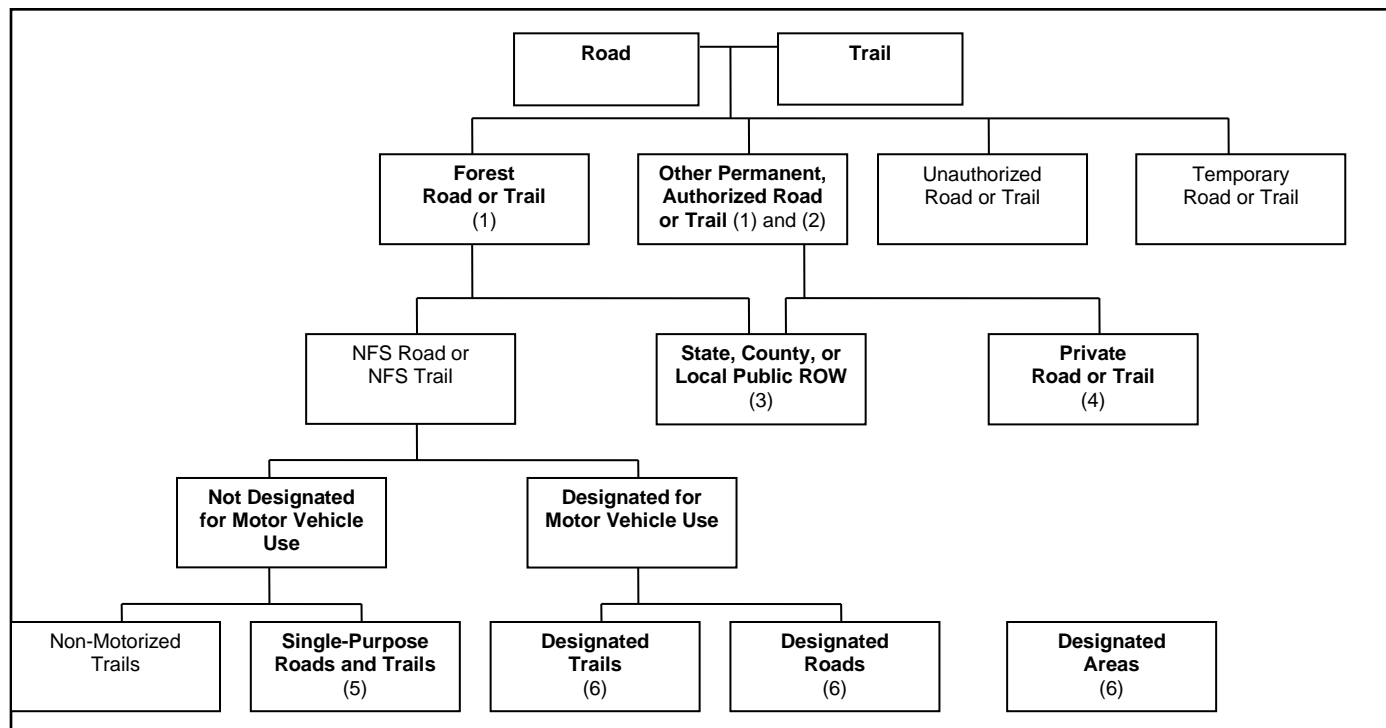 Road
Trail
Forest
Road or Trail
(1)
Other Permanent,
Authorized Road
or Trail (1) and (2)
Unauthorized
Road or Trail
Temporary
Road or Trail
NFS Road or
NFS Trail
State, County, or
Local Public ROW
(3)
Private
Road or Trail
(4)
Not Designated
for Motor Vehicle
Use
Designated for
Motor Vehicle Use
Non-Motorized
Trails
Single-Purpose
Roads and Trails
(5)
Designated
Trails
(6)
Designated
Roads
(6)
Designated
Areas
(6)